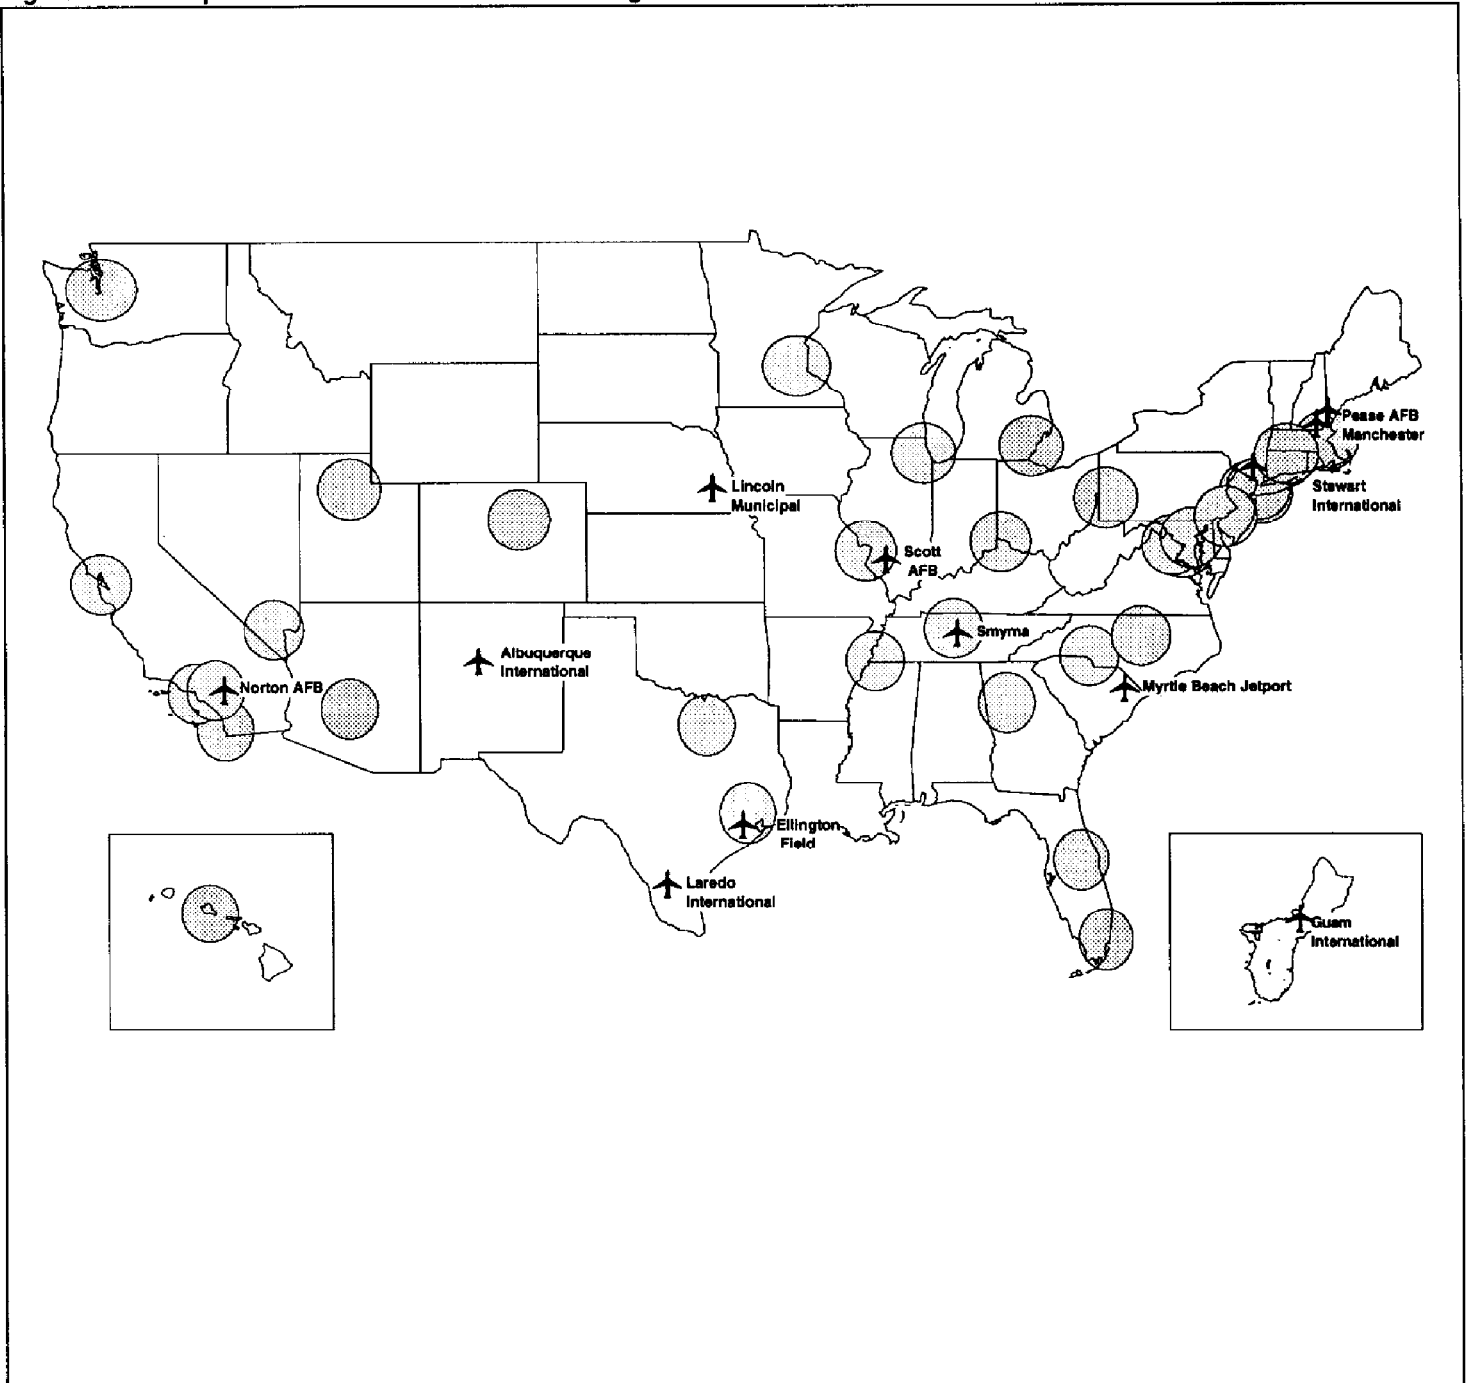 Pease AFB
Manchester
Lincoln
Municipal
Stewart
International
Scott
AFB
Smyrna
Albuquerque
International
Norton AFB
Myrtle Beach Jetport
Ellington
Field
Laredo
International
Guam
International